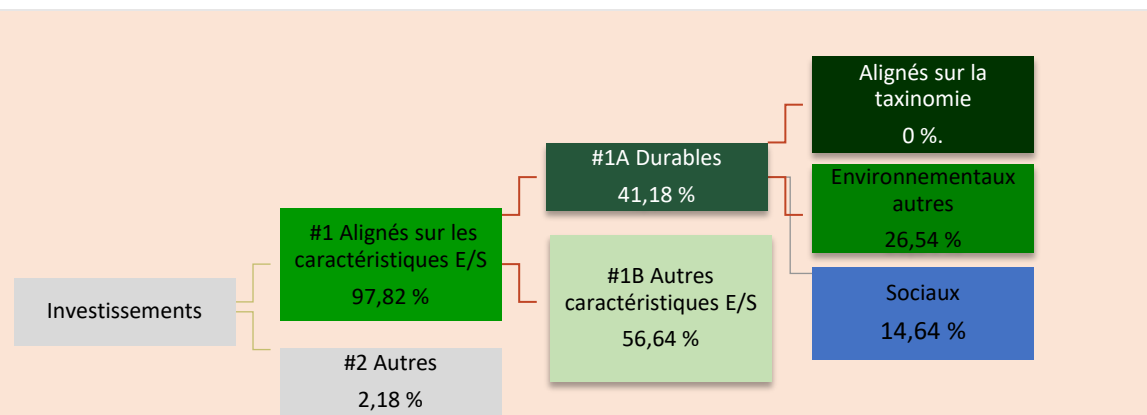 Investissements
#1 Alignés sur les
caractéristiques E/S
97,82 %
#2 Autres
2,18 %
#1A Durables
41,18 %
#1B Autres
caractéristiques E/S
56,64 %
Alignés sur la
taxinomie
0 %.
Environnementaux
autres
26,54 %
Sociaux
14,64 %